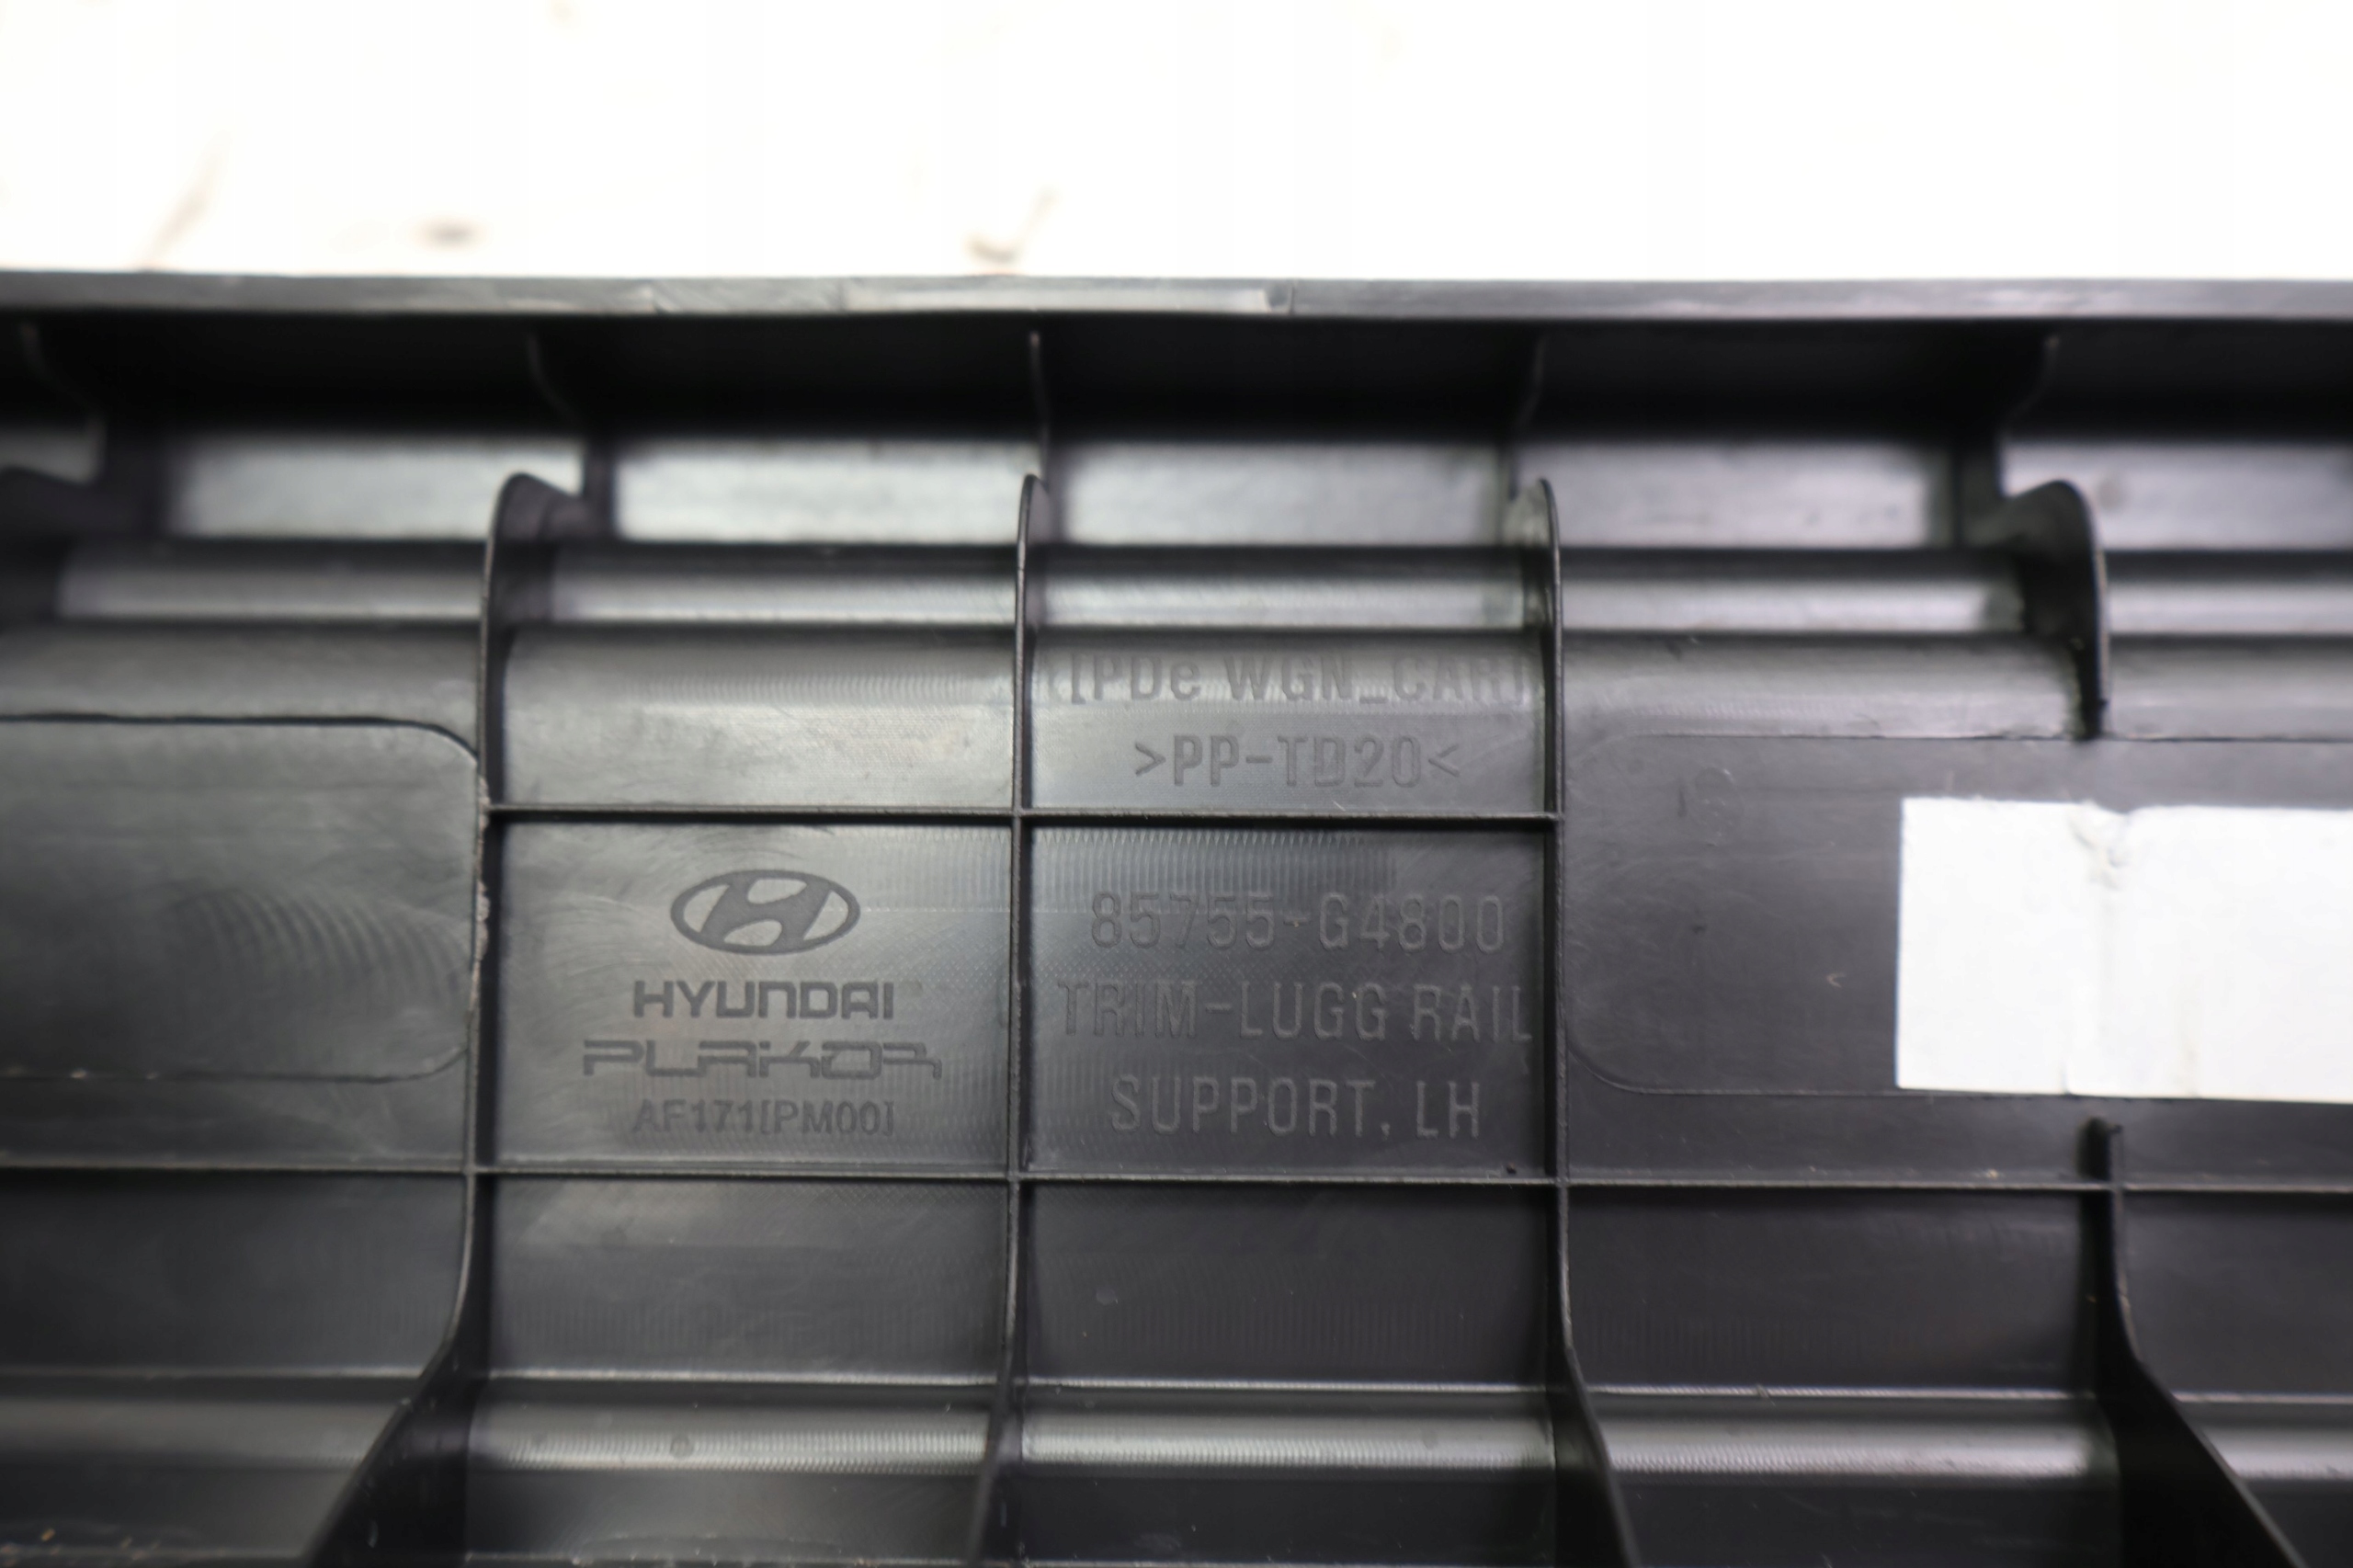 [PDe WGN_CAR]
>PP-TD20<
HYUNDAI
PLAKOR
AF171[PM00]
85755-G4800
TRIM-LUGG RAIL
SUPPORT, LH